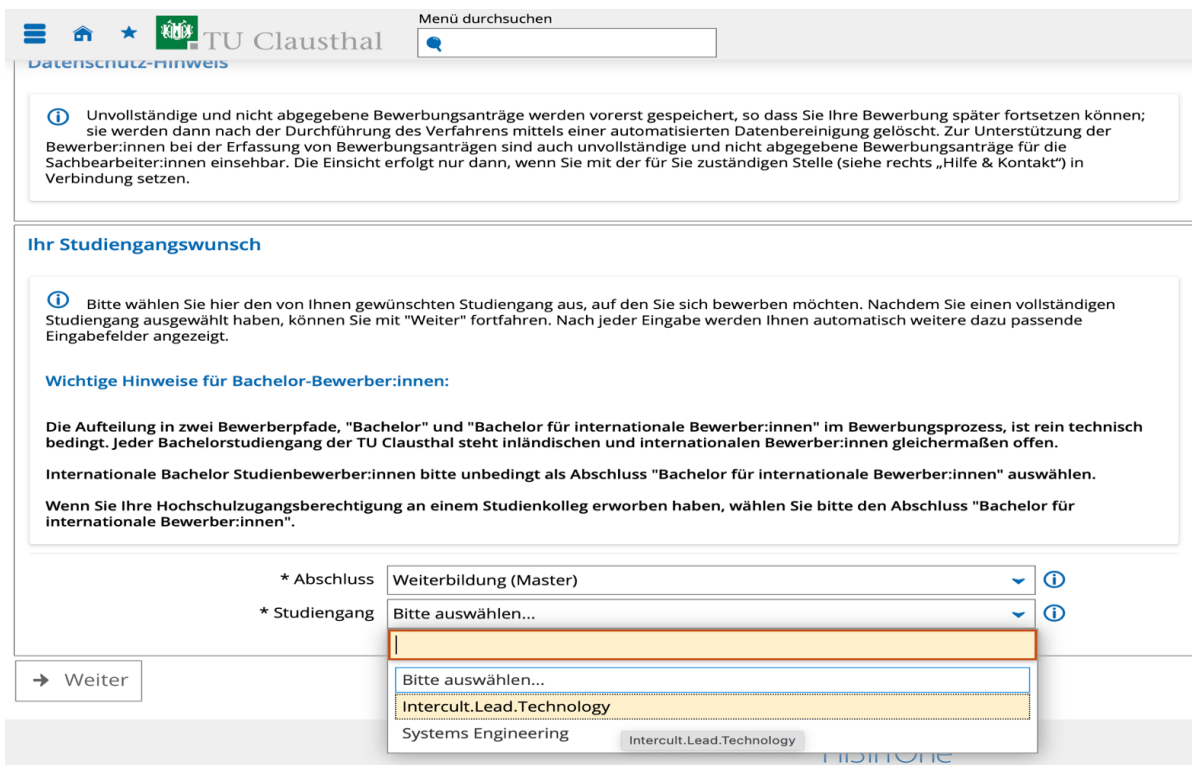 Menü durchsuchen
TU Clausthal
Datenschutz-Hinweis
Unvollständige und nicht abgegebene Bewerbungsanträge werden vorerst gespeichert, so dass Sie Ihre Bewerbung später fortsetzen können;
sie werden dann nach der Durchführung des Verfahrens mittels einer automatisierten Datenbereinigung gelöscht. Zur Unterstützung der
Bewerber:innen bei der Erfassung von Bewerbungsanträgen sind auch unvollständige und nicht abgegebene Bewerbungsanträge für die
Sachbearbeiter:innen einsehbar. Die Einsicht erfolgt nur dann, wenn Sie mit der für Sie zuständigen Stelle (siehe rechts „Hilfe & Kontakt“) in
Verbindung setzen.
Ihr Studiengangswunsch
Bitte wählen Sie hier den von Ihnen gewünschten Studiengang aus, auf den Sie sich bewerben möchten. Nachdem Sie einen vollständigen
Studiengang ausgewählt haben, können Sie mit "Weiter" fortfahren. Nach jeder Eingabe werden Ihnen automatisch weitere dazu passende
Eingabefelder angezeigt.
Wichtige Hinweise für Bachelor-Bewerber:innen:
Die Aufteilung in zwei Bewerberpfade, "Bachelor" und "Bachelor für internationale Bewerber:innen" im Bewerbungsprozess, ist rein technisch
bedingt. Jeder Bachelorstudiengang der TU Clausthal steht inländischen und internationalen Bewerber:innen gleichermaßen offen.
Internationale Bachelor Studienbewerber:innen bitte unbedingt als Abschluss "Bachelor für internationale Bewerber:innen" auswählen.
Wenn Sie Ihre Hochschulzugangsberechtigung an einem Studienkolleg erworben haben, wählen Sie bitte den Abschluss "Bachelor für
internationale Bewerber:innen".
* Abschluss Weiterbildung (Master)
* Studiengang Bitte auswählen...
Weiter
Bitte auswählen...
Intercult.Lead.Technology
Systems Engineering
Intercult.Lead.Technology
HISinOne